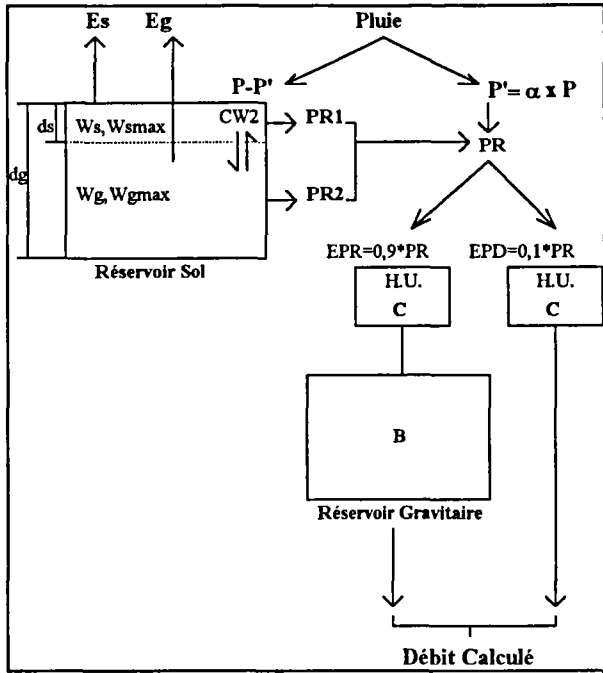 Es
Eg
Pluie
P-P'
P'= α x P
ds
Ws, Wsmax
CW2
PR1
PR
dg
Wg, Wgmax
PR2
Réservoir Sol
EPR=0,9*PR
EPD=0,1*PR
H.U.
C
H.U.
C
B
Réservoir Gravitaire
Débit Calculé